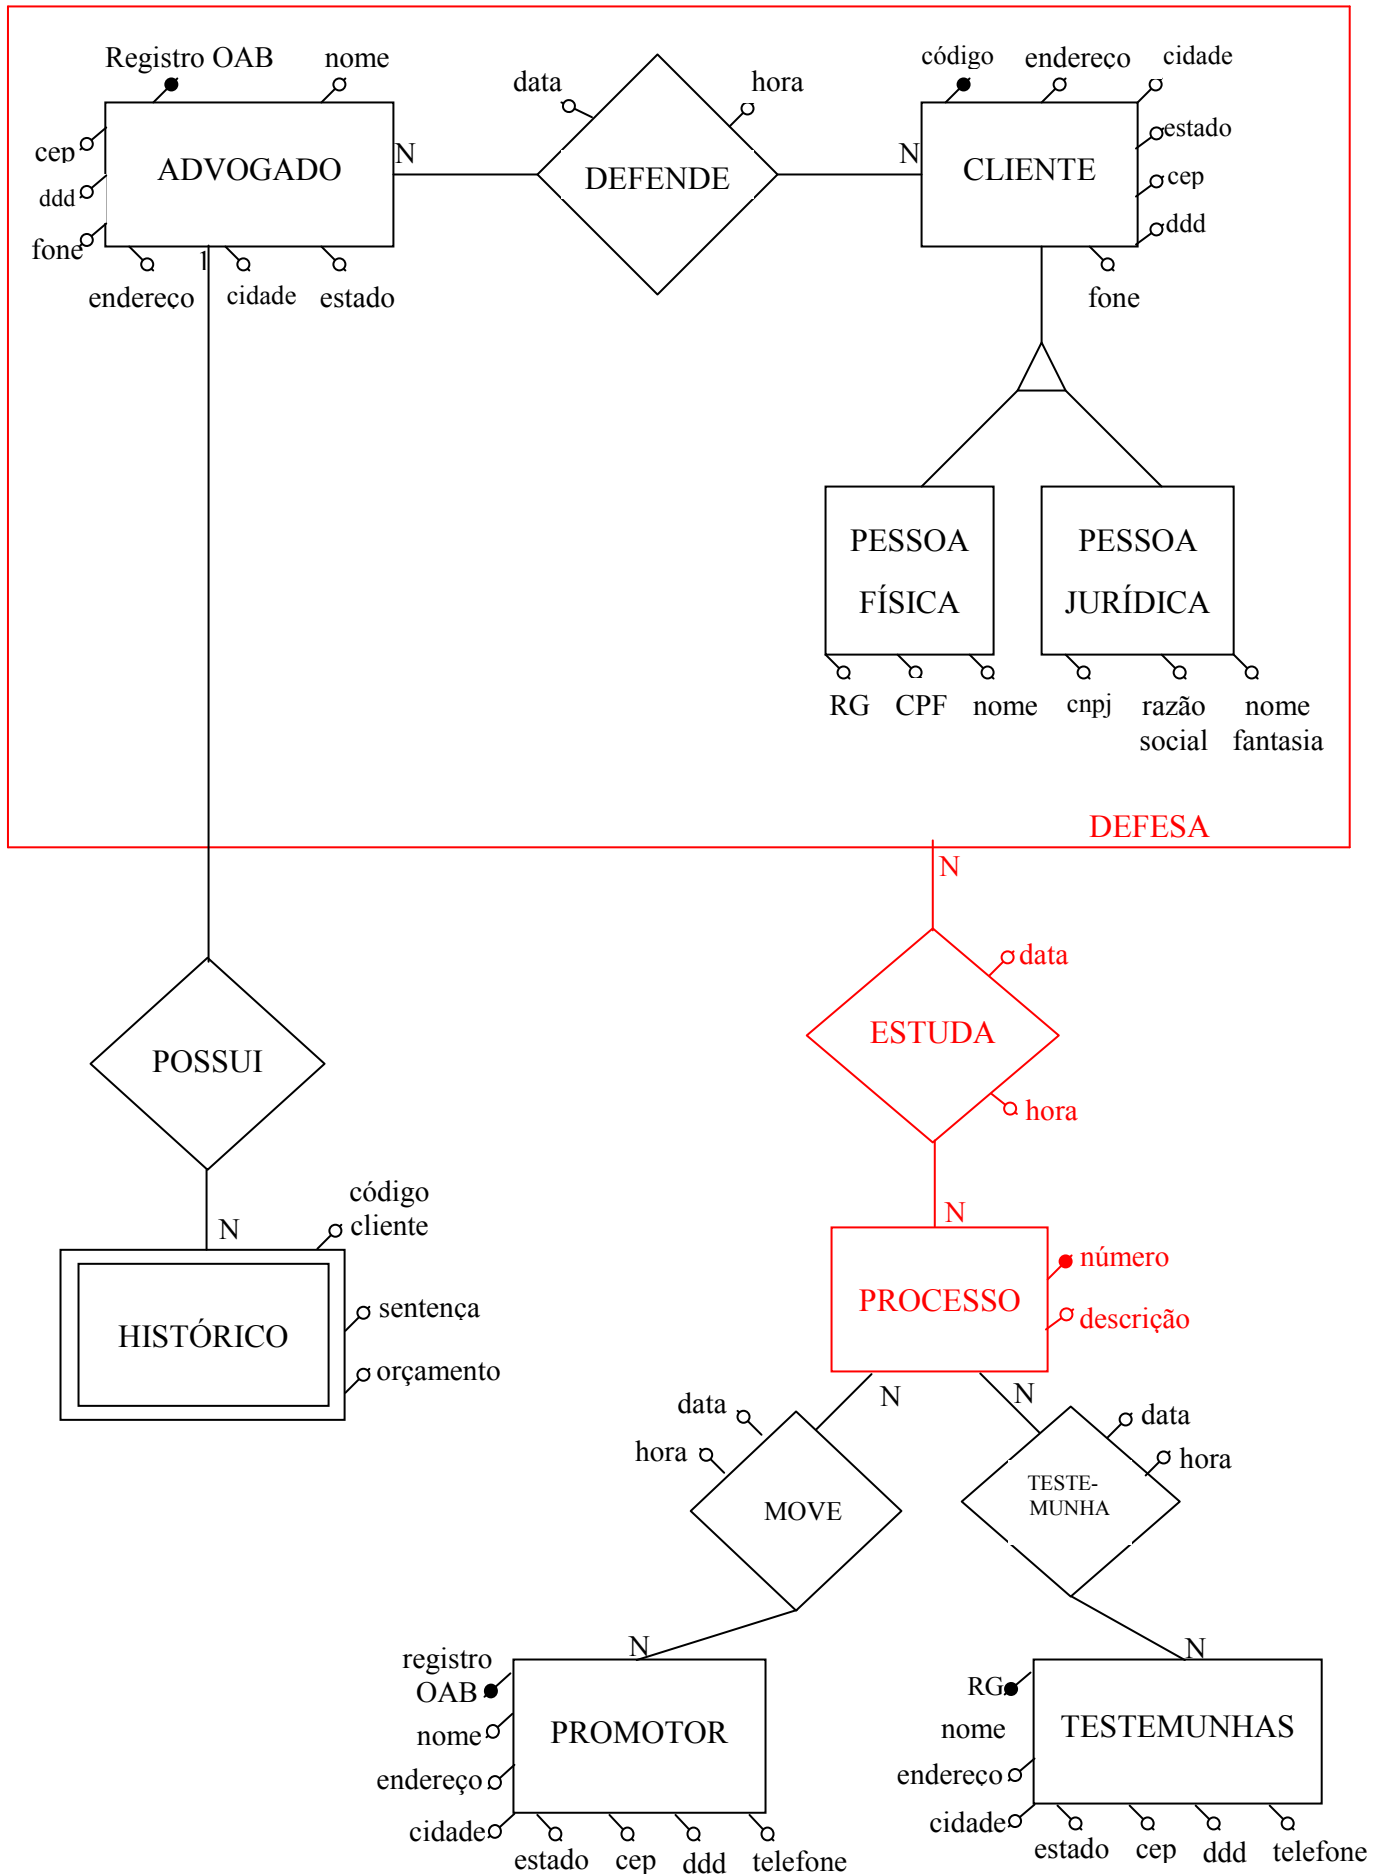 Registro OAB
nome
data
hora
código
endereço
cidade
estado
cep
ddd
fone
cep
ddd
fone
ADVOGADO
N
DEFENDE
N
CLIENTE
endereço
1
cidade
estado
PESSOA
FÍSICA
PESSOA
JURÍDICA
RG
CPF
nome
cnpj
razão
social
nome
fantasia
DEFESA
N
data
ESTUDA
hora
POSSUI
N
código
cliente
HISTÓRICO
sentença
orçamento
N
PROCESSO
número
descrição
N
N
data
hora
MOVE
data
hora
TESTE-
MUNHA
N
N
registro
OAB
nome
endereço
cidade
PROMOTOR
estado
cep
ddd
telefone
RG
nome
endereço
cidade
TESTEMUNHAS
estado
cep
ddd
telefone